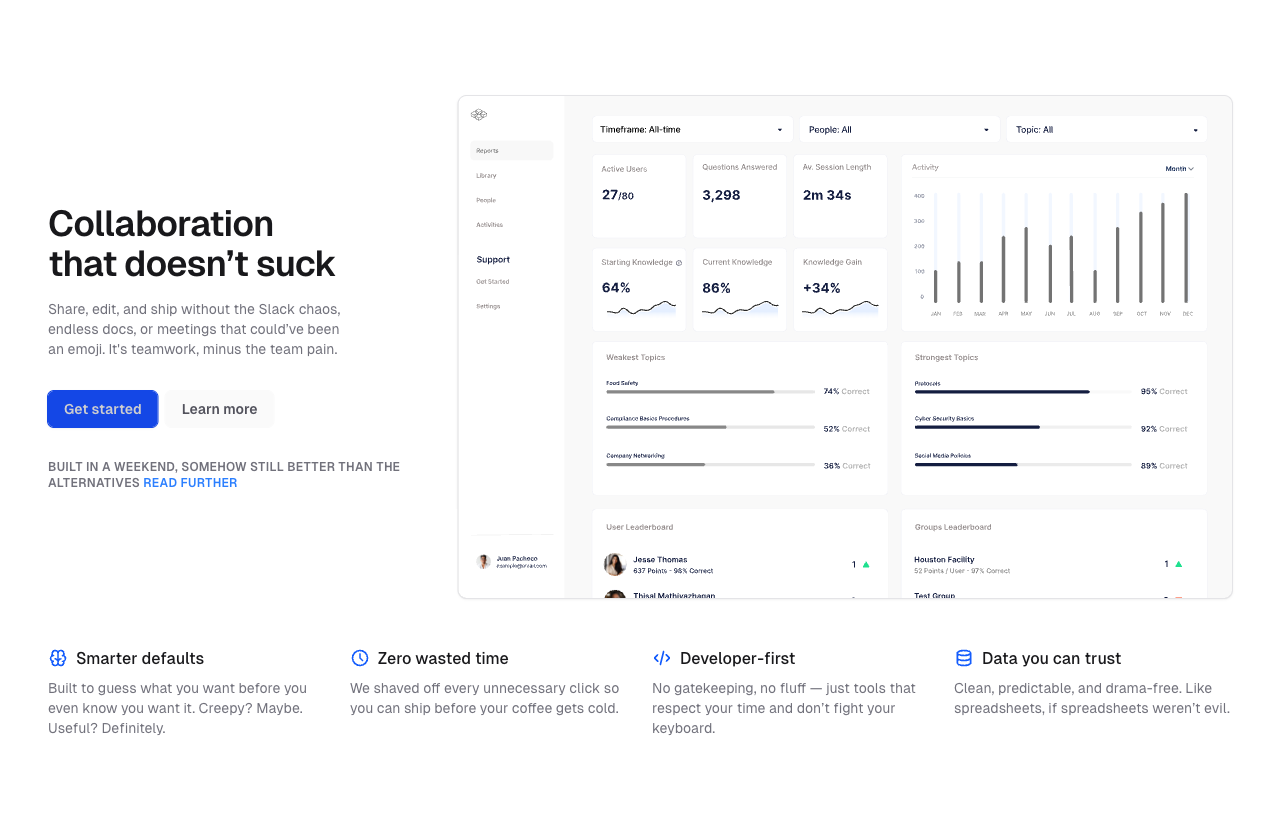 Collaboration
that doesn’t suck
Share, edit, and ship without the Slack chaos,
endless docs, or meetings that could’ve been
an emoji. It's teamwork, minus the team pain.
Get started
Learn more
BUILT IN A WEEKEND, SOMEHOW STILL BETTER THAN THE
ALTERNATIVES READ FURTHER
Reports
Library
People
Activities
Support
Get Started
Settings
Juan Pacheco
Timeframe: All-time
People: All
Topic: All
Active Users
27/80
Questions Answered
3,298
Av. Session Length
2m 34s
Starting Knowledge
64%
Current Knowledge
86%
Knowledge Gain
+34%
Activity
Month
400
300
200
100
0
JAN FEB MAR APR MAY JUN JUL AUG SEP OCT NOV DEC
Weakest Topics
Food Safety
74% Correct
Compliance Basics Procedures
52% Correct
Company Networking
36% Correct
Strongest Topics
Protocols
95% Correct
Cyber Security Basics
92% Correct
Social Media Policies
89% Correct
User Leaderboard
Jesse Thomas
637 Points - 98% Correct
1
Thisal Mathiyazhagan
Groups Leaderboard
Houston Facility
52 Points / User - 97% Correct
1
Test Group
Smarter defaults
Built to guess what you want before you
even know you want it. Creepy? Maybe.
Useful? Definitely.
Zero wasted time
We shaved off every unnecessary click so
you can ship before your coffee gets cold.
Developer-first
No gatekeeping, no fluff — just tools that
respect your time and don’t fight your
keyboard.
Data you can trust
Clean, predictable, and drama-free. Like
spreadsheets, if spreadsheets weren’t evil.